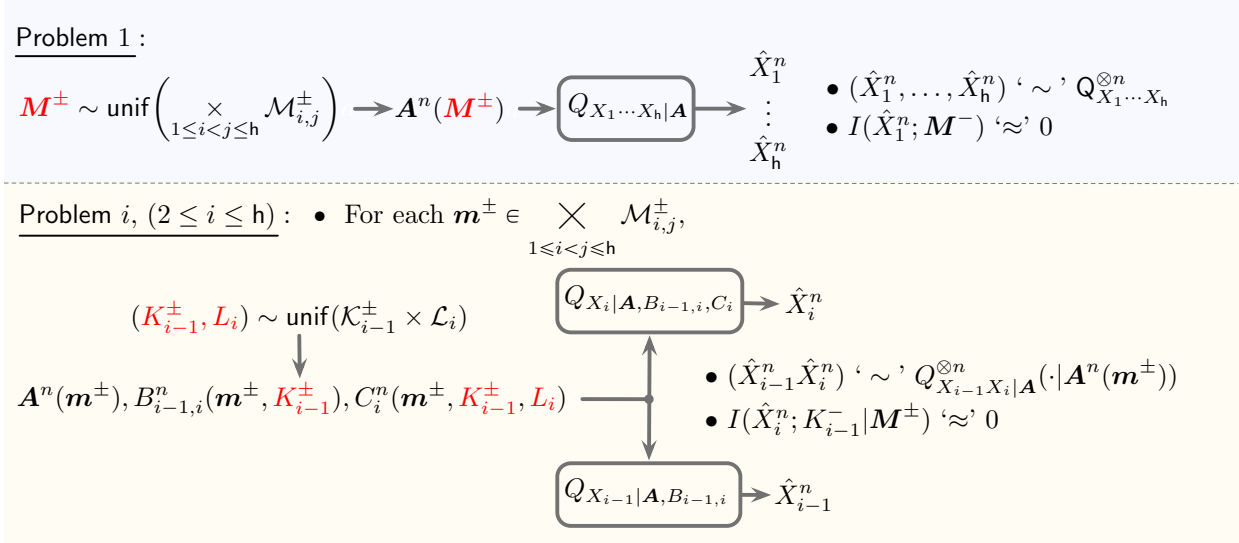 Problem 1 :
M^± ∼ unif( ×_{1≤i<j≤h} M^±_{i,j} ) → A^n(M^±) → Q_{X_1⋯X_h|A} → X̂^n_1 ⋮ X̂^n_h
• (X̂^n_1, …, X̂^n_h) ‘ ∼ ’ Q^{⊗n}_{X_1⋯X_h}
• I(X̂^n_1; M^−) ‘≈’ 0
Problem i, (2 ≤ i ≤ h) : • For each m^± ∈ ×_{1⩽i<j⩽h} M^±_{i,j},
(K^±_{i−1}, L_i) ∼ unif(K^±_{i−1} × L_i)
A^n(m^±), B^n_{i−1,i}(m^±, K^±_{i−1}), C^n_i(m^±, K^±_{i−1}, L_i)
Q_{X_i|A,B_{i−1,i},C_i} → X̂^n_i
• (X̂^n_{i−1}X̂^n_i) ‘ ∼ ’ Q^{⊗n}_{X_{i−1}X_i|A}(·|A^n(m^±))
• I(X̂^n_i; K^−_{i−1}|M^±) ‘≈’ 0
Q_{X_{i−1}|A,B_{i−1,i}} → X̂^n_{i−1}